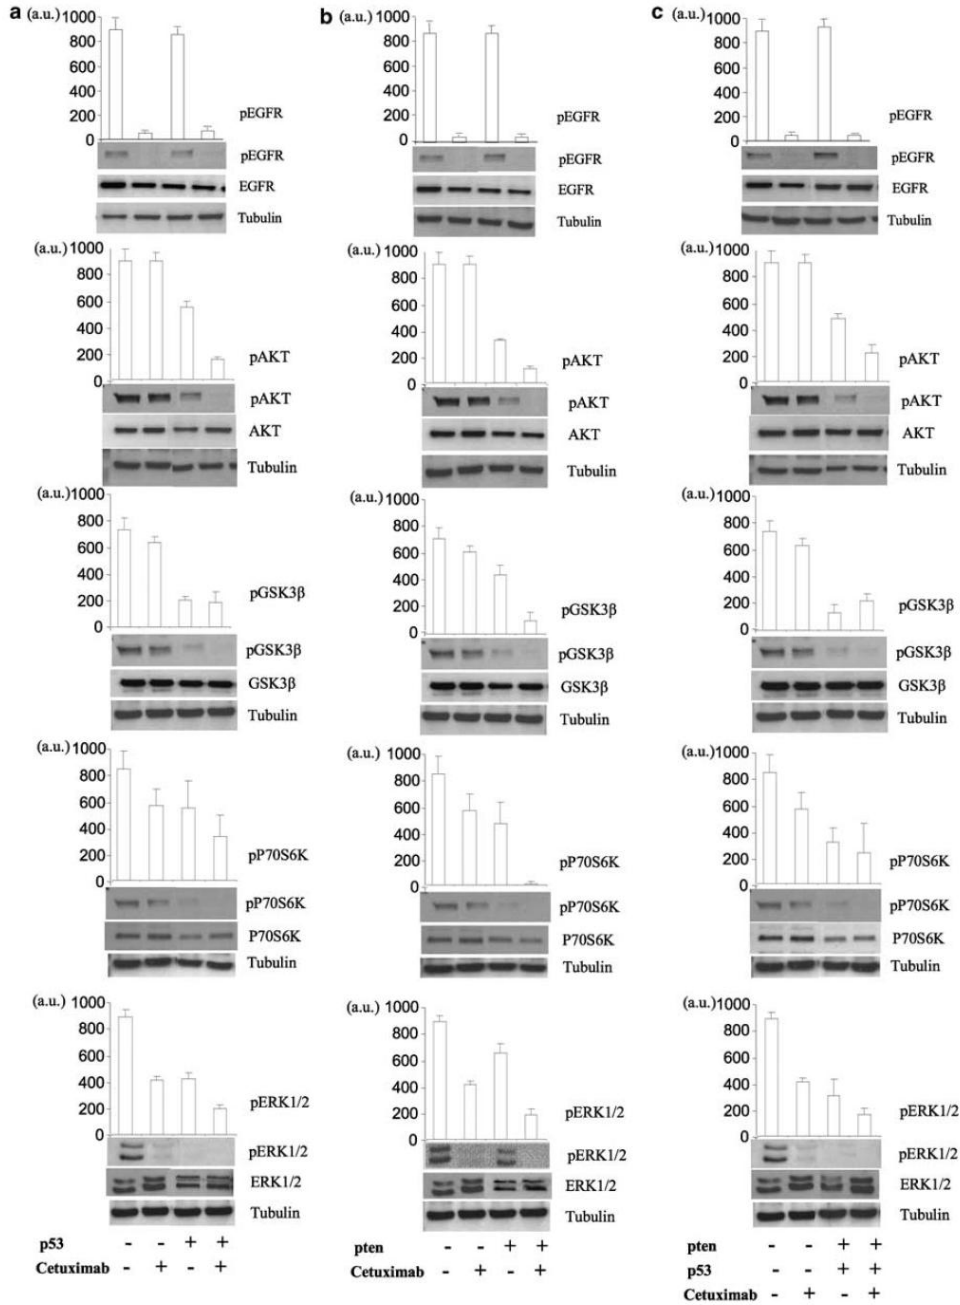 a (a.u.) 1000
800
600
400
200
0
pEGFR
pEGFR
EGFR
Tubulin
(a.u.) 1000
800
600
400
200
0
pAKT
pAKT
AKT
Tubulin
(a.u.) 1000
800
600
400
200
0
pGSK3β
pGSK3β
GSK3β
Tubulin
(a.u.) 1000
800
600
400
200
0
pP70S6K
pP70S6K
P70S6K
Tubulin
(a.u.) 1000
800
600
400
200
0
pERK1/2
pERK1/2
ERK1/2
Tubulin
p53 - - + +
Cetuximab - + - +
b (a.u.) 1000
800
600
400
200
0
pEGFR
pEGFR
EGFR
Tubulin
(a.u.) 1000
800
600
400
200
0
pAKT
pAKT
AKT
Tubulin
(a.u.) 1000
800
600
400
200
0
pGSK3β
pGSK3β
GSK3β
Tubulin
(a.u.) 1000
800
600
400
200
0
pP70S6K
pP70S6K
P70S6K
Tubulin
(a.u.) 1000
800
600
400
200
0
pERK1/2
pERK1/2
ERK1/2
Tubulin
pten - - + +
Cetuximab - + - +
c (a.u.) 1000
800
600
400
200
0
pEGFR
pEGFR
EGFR
Tubulin
(a.u.) 1000
800
600
400
200
0
pAKT
pAKT
AKT
Tubulin
(a.u.) 1000
800
600
400
200
0
pGSK3β
pGSK3β
GSK3β
Tubulin
(a.u.) 1000
800
600
400
200
0
pP70S6K
pP70S6K
P70S6K
Tubulin
(a.u.) 1000
800
600
400
200
0
pERK1/2
pERK1/2
ERK1/2
Tubulin
pten - - + +
p53 - - + +
Cetuximab - + - +